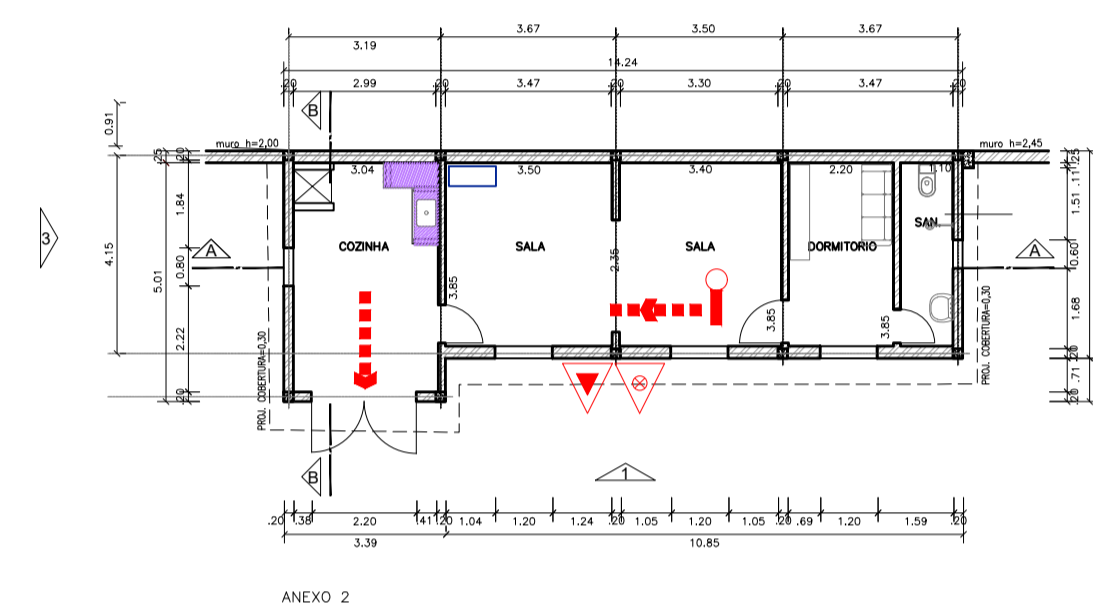 3.67 3.50 3.67
3.19
14.24
.20 2.99 .20 3.47 .20 3.30 .20 3.47 .20
0.91
B
muro h=2,00
muro h=2,45
.25 .20
3.04 3.50 3.40 2.20 1.10
.25
.11
1.84
1.51
3
A
COZINHA
SALA
SALA
DORMITORIO
SAN.
A
4.15
5.01
0.80
2.35
0.60
3.85
3.85
3.85
2.22
1.68
PROJ. COBERTURA=0,30
PROJ. COBERTURA=0,30
.20
.71
.20
.20
B
1
.20 .38 2.20 .41 .20 1.04 1.20 1.24 .20 1.05 1.20 1.05 .20 .69 1.20 1.59 .20
3.39 10.85
ANEXO 2